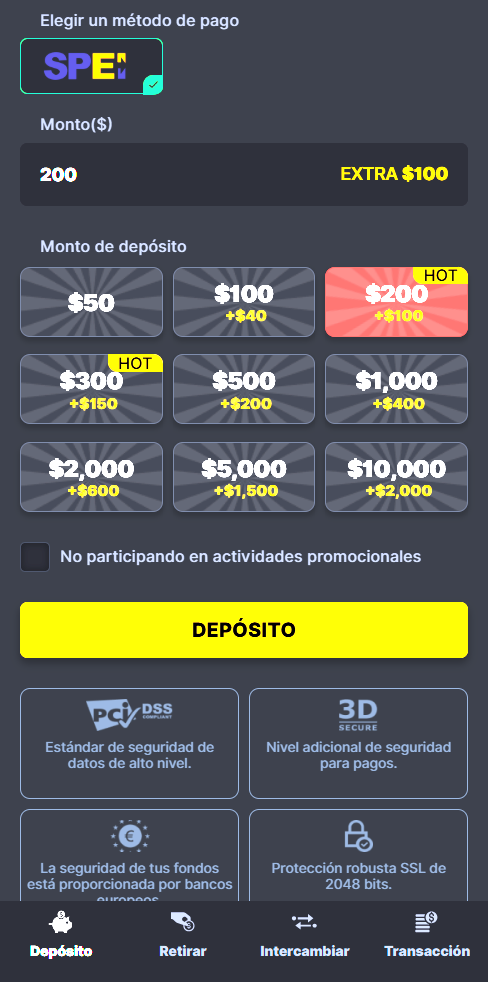 Elegir un método de pago
SPEI
Monto($)
200 EXTRA $100
Monto de depósito
$50
$100
+$40
HOT
$200
+$100
HOT
$300
+$150
$500
+$200
$1,000
+$400
$2,000
+$600
$5,000
+$1,500
$10,000
+$2,000
No participando en actividades promocionales
DEPÓSITO
PCI DSS
COMPLIANT
Estándar de seguridad de
datos de alto nivel.
3D
SECURE
Nivel adicional de seguridad
para pagos.
La seguridad de tus fondos
está proporcionada por bancos
europeos.
Protección robusta SSL de
2048 bits.
Depósito
Retirar
Intercambiar
Transacción